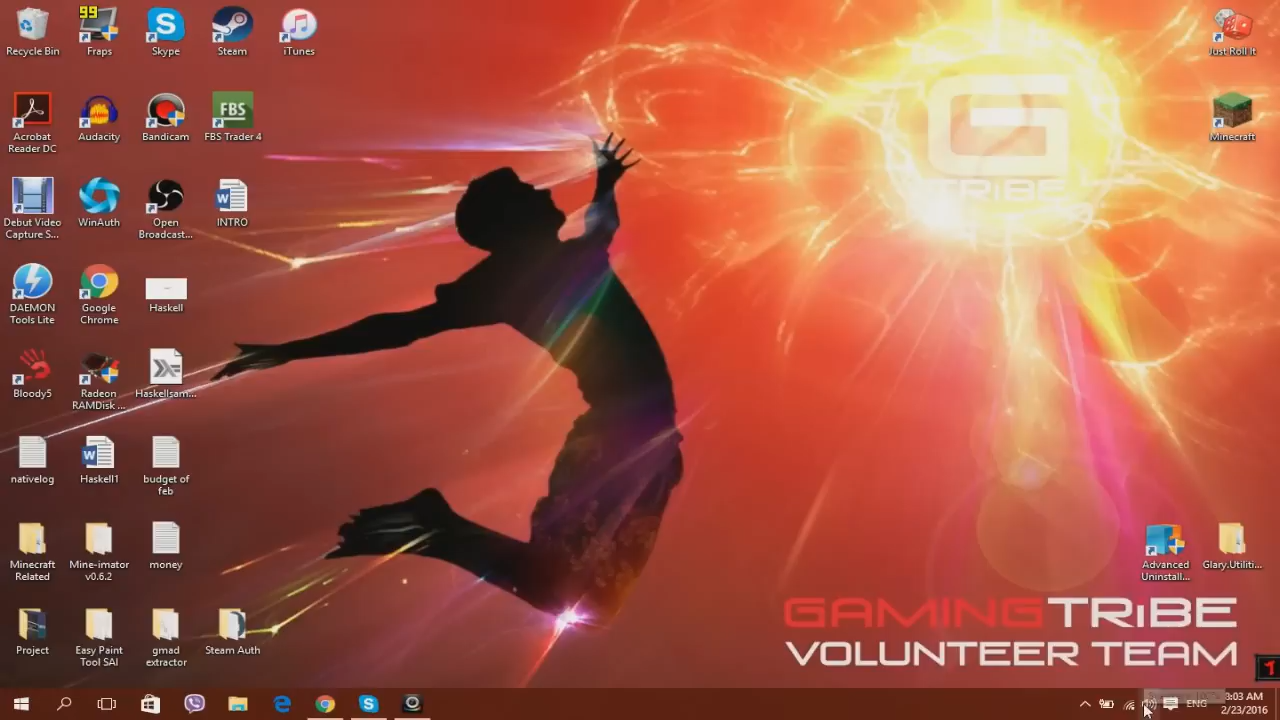 99
Recycle Bin
Fraps
Skype
Steam
iTunes
Just Roll It
Acrobat
Reader DC
Audacity
Bandicam
FBS
FBS Trader 4
Minecraft
Debut Video
Capture S...
WinAuth
Open
Broadcast...
INTRO
G
TRiBE
DAEMON
Tools Lite
Google
Chrome
Haskell
Bloody5
Radeon
RAMDisk ...
Haskellsam...
nativelog
Haskell1
budget of
feb
Minecraft
Related
Mine-imator
v0.6.2
money
Advanced
Uninstall...
Glary.Utiliti...
Project
Easy Paint
Tool SAI
gmad
extractor
Steam Auth
GAMINGTRiBE
VOLUNTEER TEAM
1
ENG
8:03 AM
2/23/2016